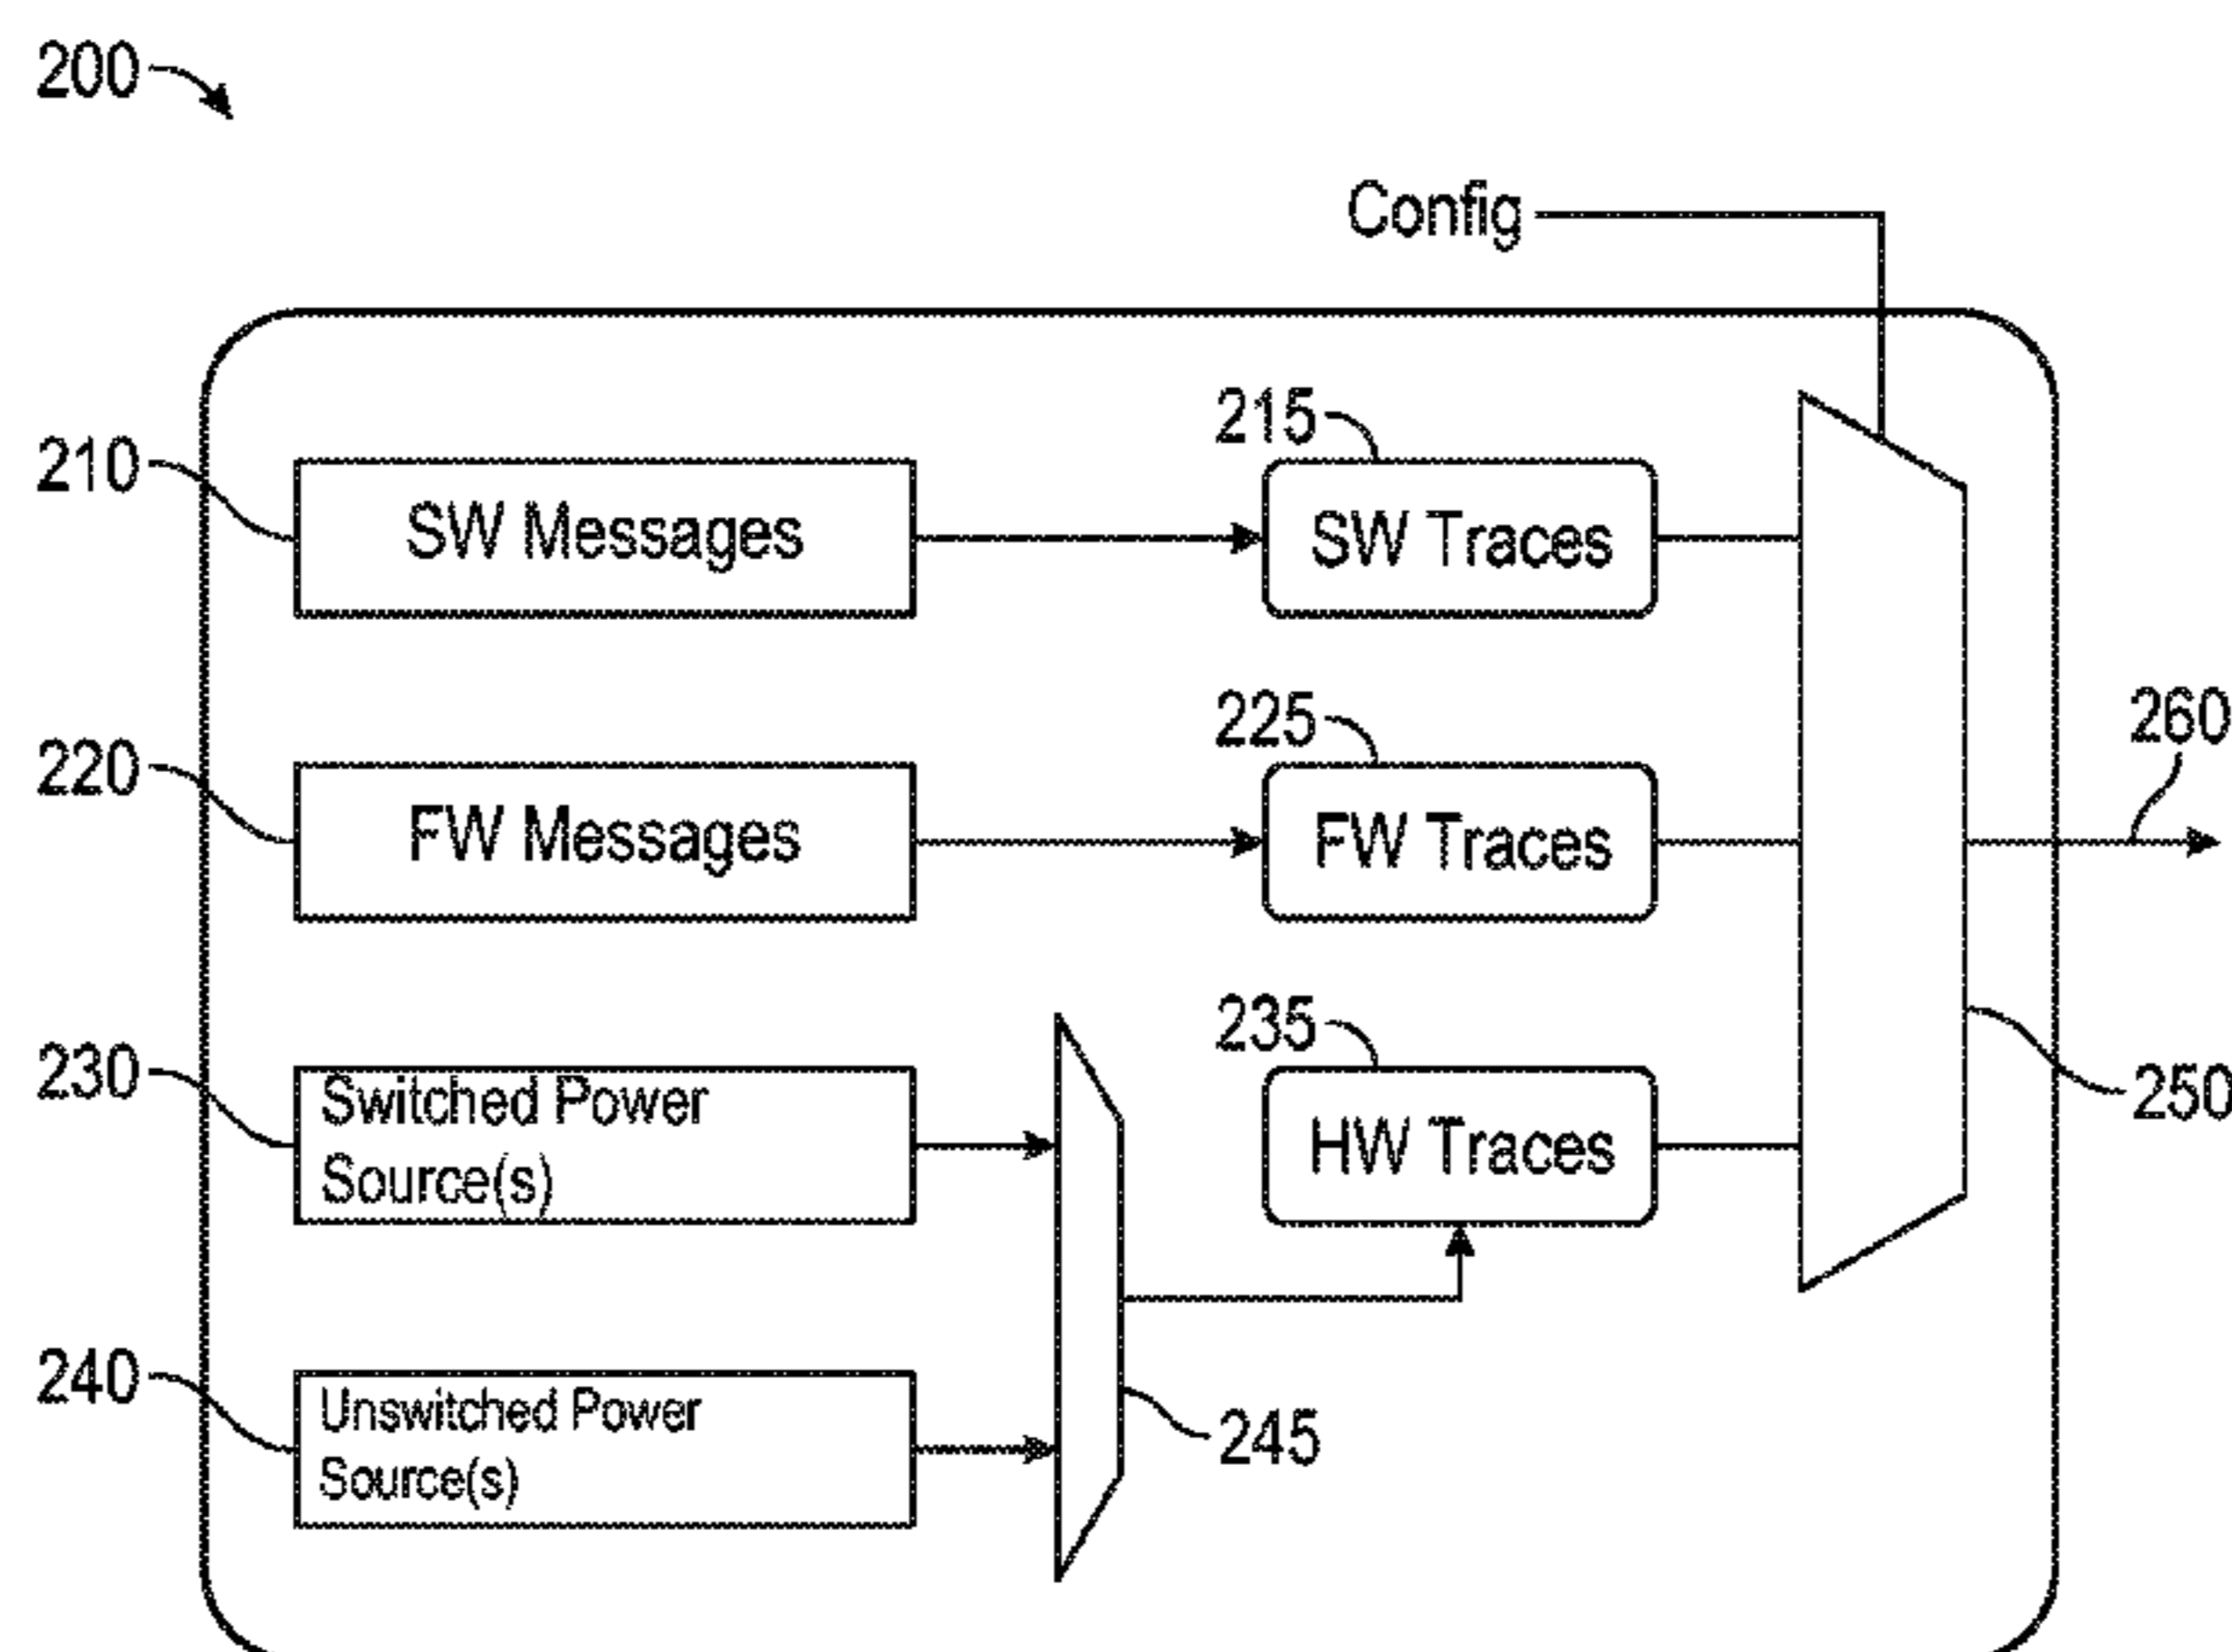 200
Config
215
210
SW Messages
SW Traces
225
260
220
FW Messages
FW Traces
235
230
Switched Power
Source(s)
HW Traces
250
240
Unswitched Power
Source(s)
245